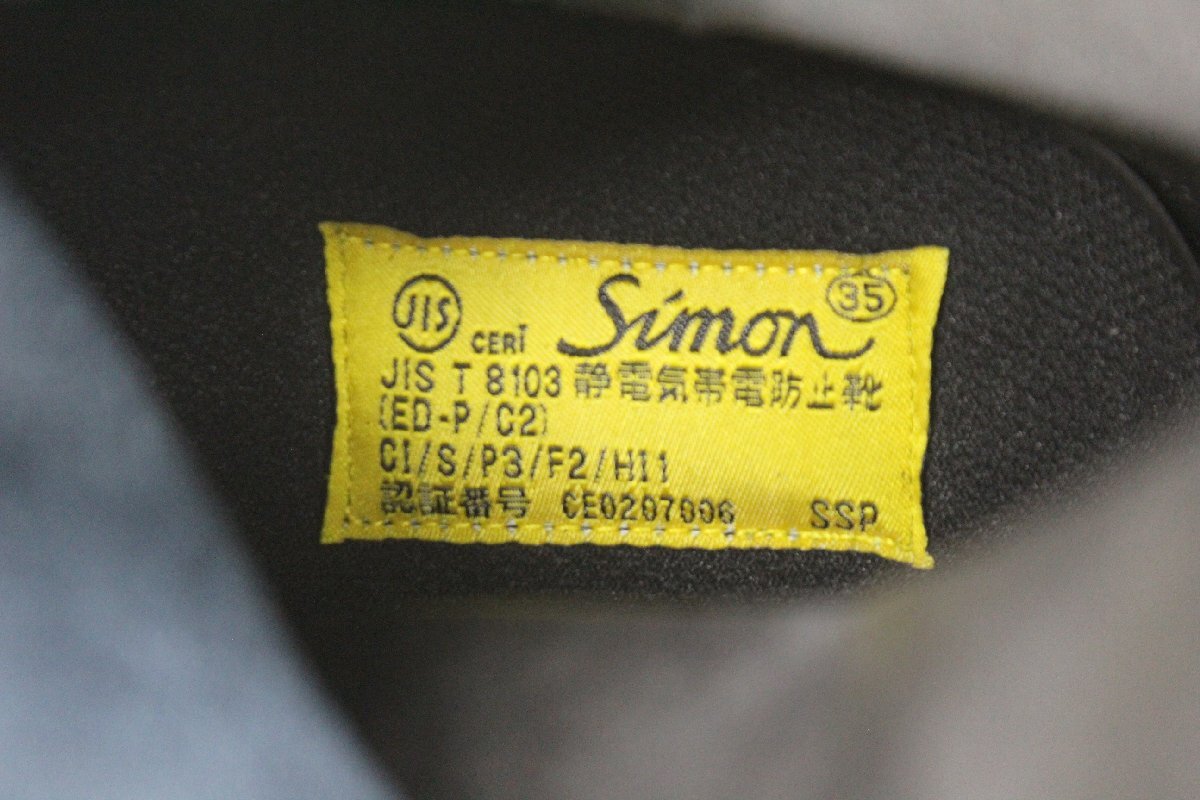 JIS CERI Simon 35
JIS T 8103 静電気帯電防止靴
(ED-P/C2)
CI/S/P3/F2/HI1
認証番号 CE0207006 SSP